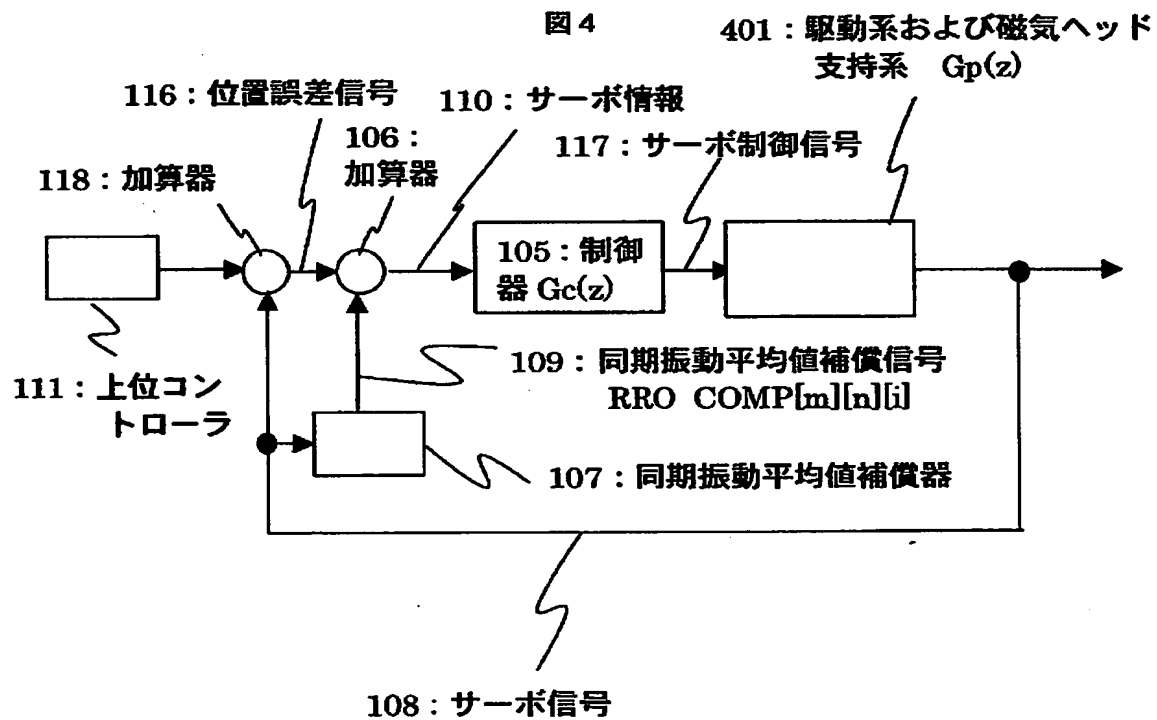 図4
401：駆動系および磁気ヘッド
支持系　Gp(z)
116：位置誤差信号
110：サーボ情報
106：
加算器
117：サーボ制御信号
118：加算器
105：制御
器 Gc(z)
109：同期振動平均値補償信号
RRO COMP[m][n][i]
111：上位コン
トローラ
107：同期振動平均値補償器
108：サーボ信号